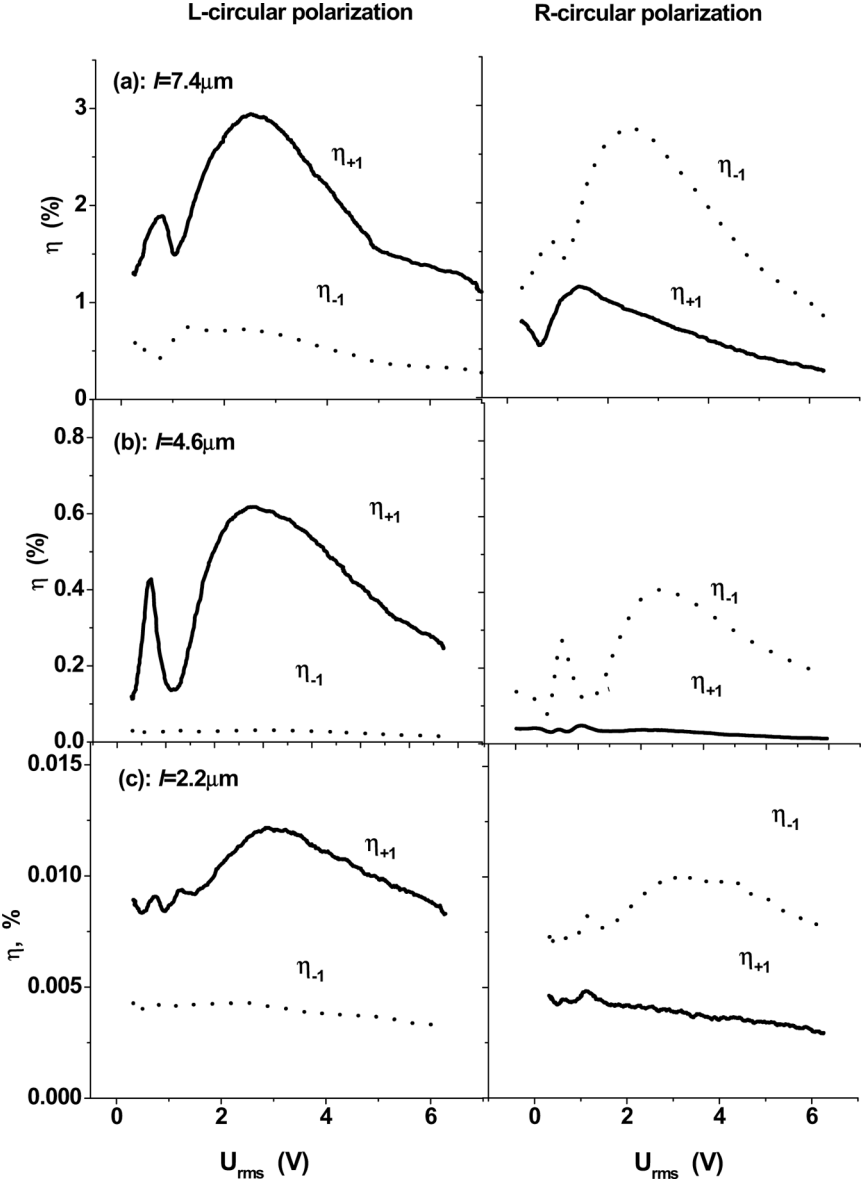 L-circular polarization R-circular polarization
(a): l=7.4μm
3
η+1
η-1
2
η (%)
η-1
η+1
1
0
0.8
(b): l=4.6μm
0.6
η+1
η (%)
0.4
η-1
0.2
η-1
η+1
0.0
0.015
(c): l=2.2μm
η+1
η-1
0.010
η, %
η-1
η+1
0.005
0.000
0 2 4 6 0 2 4 6
Urms (V) Urms (V)